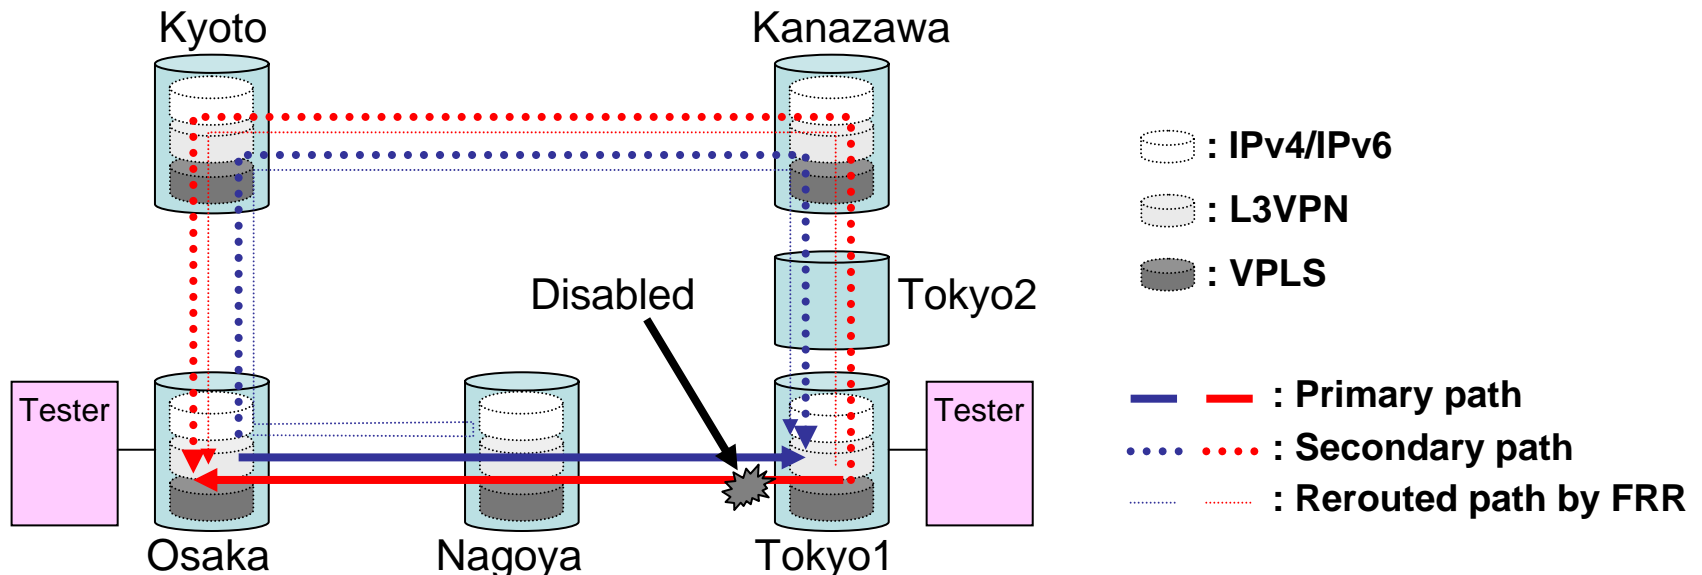 Kyoto
Kanazawa
: IPv4/IPv6
: L3VPN
: VPLS
Disabled
Tokyo2
Tester
Tester
: Primary path
: Secondary path
: Rerouted path by FRR
Osaka
Nagoya
Tokyo1